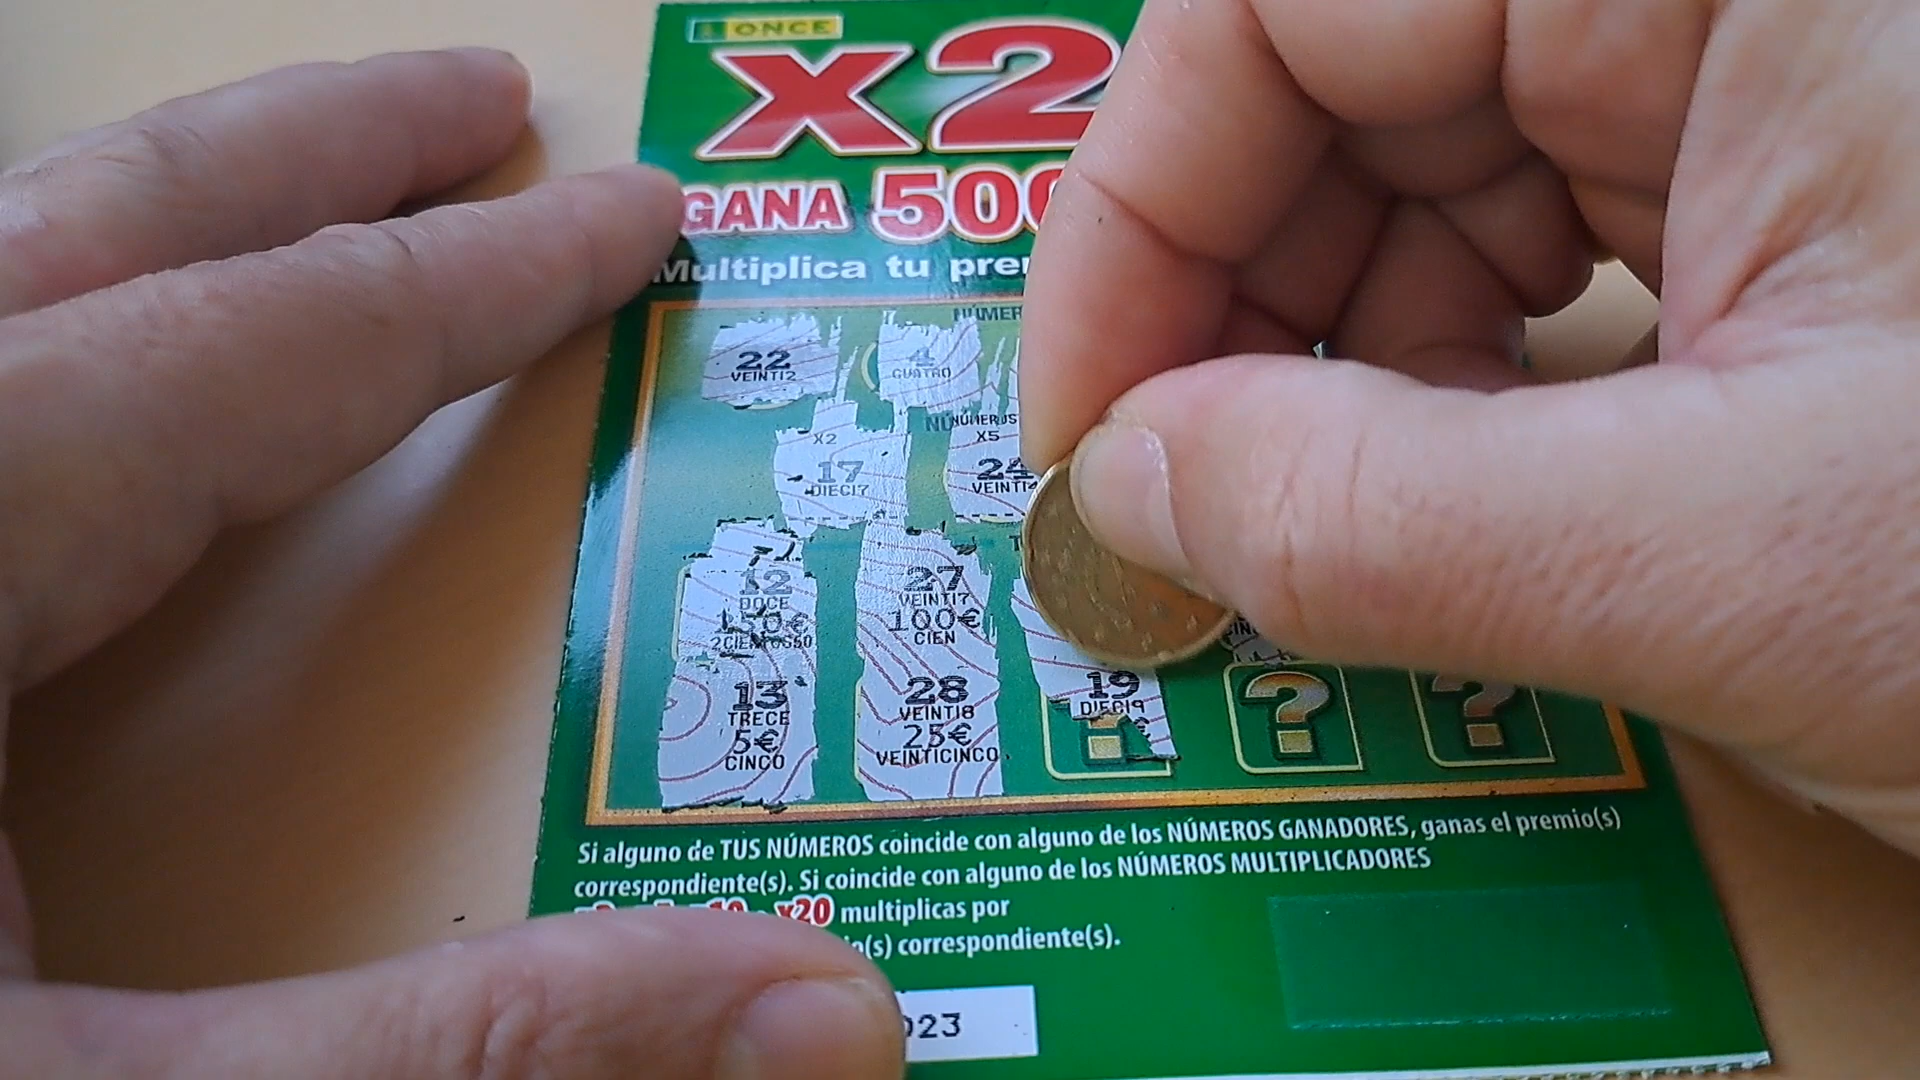 ONCE
X2
GANA 500
Multiplica tu
22
VEINTI2
4
CUATRO
X2
17
DIECI7
X5
24
12
DOCE
2CIENTOS50
27
VEINTI7
100€
CIEN
13
TRECE
5€
CINCO
28
VEINTI8
25€
VEINTICINCO
19
DIECI9
?
?
Si alguno de TUS NÚMEROS coincide con alguno de los NÚMEROS GANADORES, ganas el premio(s)
correspondiente(s). Si coincide con alguno de los NÚMEROS MULTIPLICADORES
x20 multiplicas por
correspondiente(s).
023